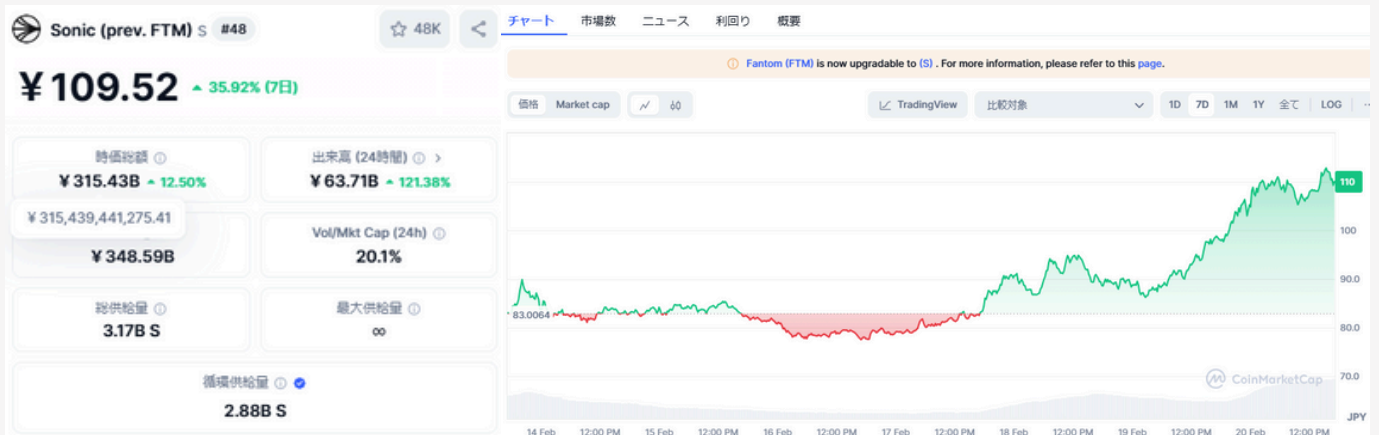 Sonic (prev. FTM) S #48
48K
¥109.52 35.92% (7日)
時価総額
¥315.43B 12.50%
出来高 (24時間)
¥63.71B 121.38%
¥315,439,441,275.41
¥348.59B
Vol/Mkt Cap (24h)
20.1%
総供給量
3.17B S
最大供給量
∞
循環供給量
2.88B S
チャート 市場数 ニュース 利回り 概要
Fantom (FTM) is now upgradable to (S) . For more information, please refer to this page.
価格 Market cap TradingView 比較対象 1D 7D 1M 1Y 全て LOG
110
100
90.0
83.0064
80.0
70.0
CoinMarketCap
JPY
14 Feb 12:00 PM 15 Feb 12:00 PM 16 Feb 12:00 PM 17 Feb 12:00 PM 18 Feb 12:00 PM 19 Feb 12:00 PM 20 Feb 12:00 PM